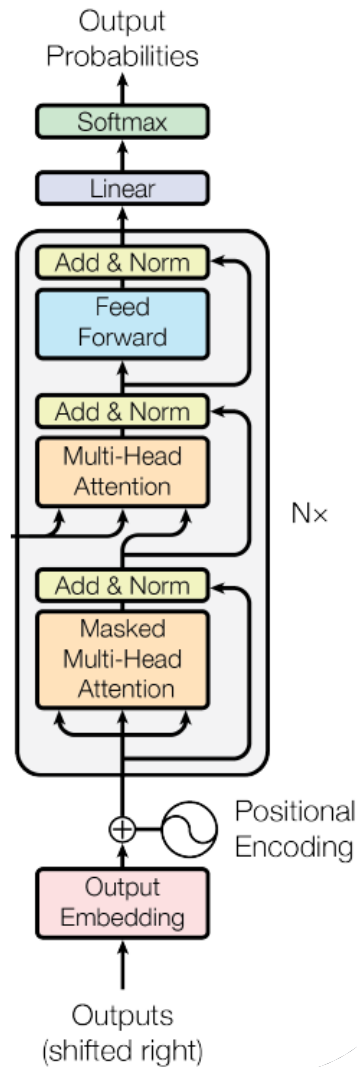 Output
Probabilities
Softmax
Linear
Add & Norm
Feed
Forward
Add & Norm
Multi-Head
Attention
N×
Add & Norm
Masked
Multi-Head
Attention
Positional
Encoding
Output
Embedding
Outputs
(shifted right)